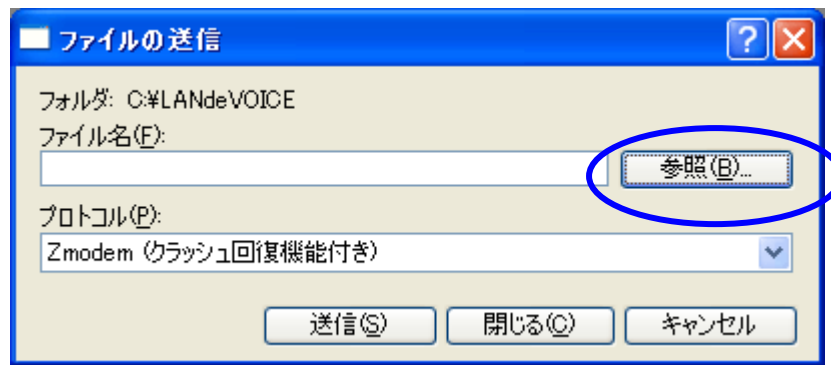 ファイルの送信
フォルダ: C:¥LANdeVOICE
ファイル名(F):
参照(B)...
プロトコル(P):
Zmodem (クラッシュ回復機能付き)
送信(S) 閉じる(C) キャンセル